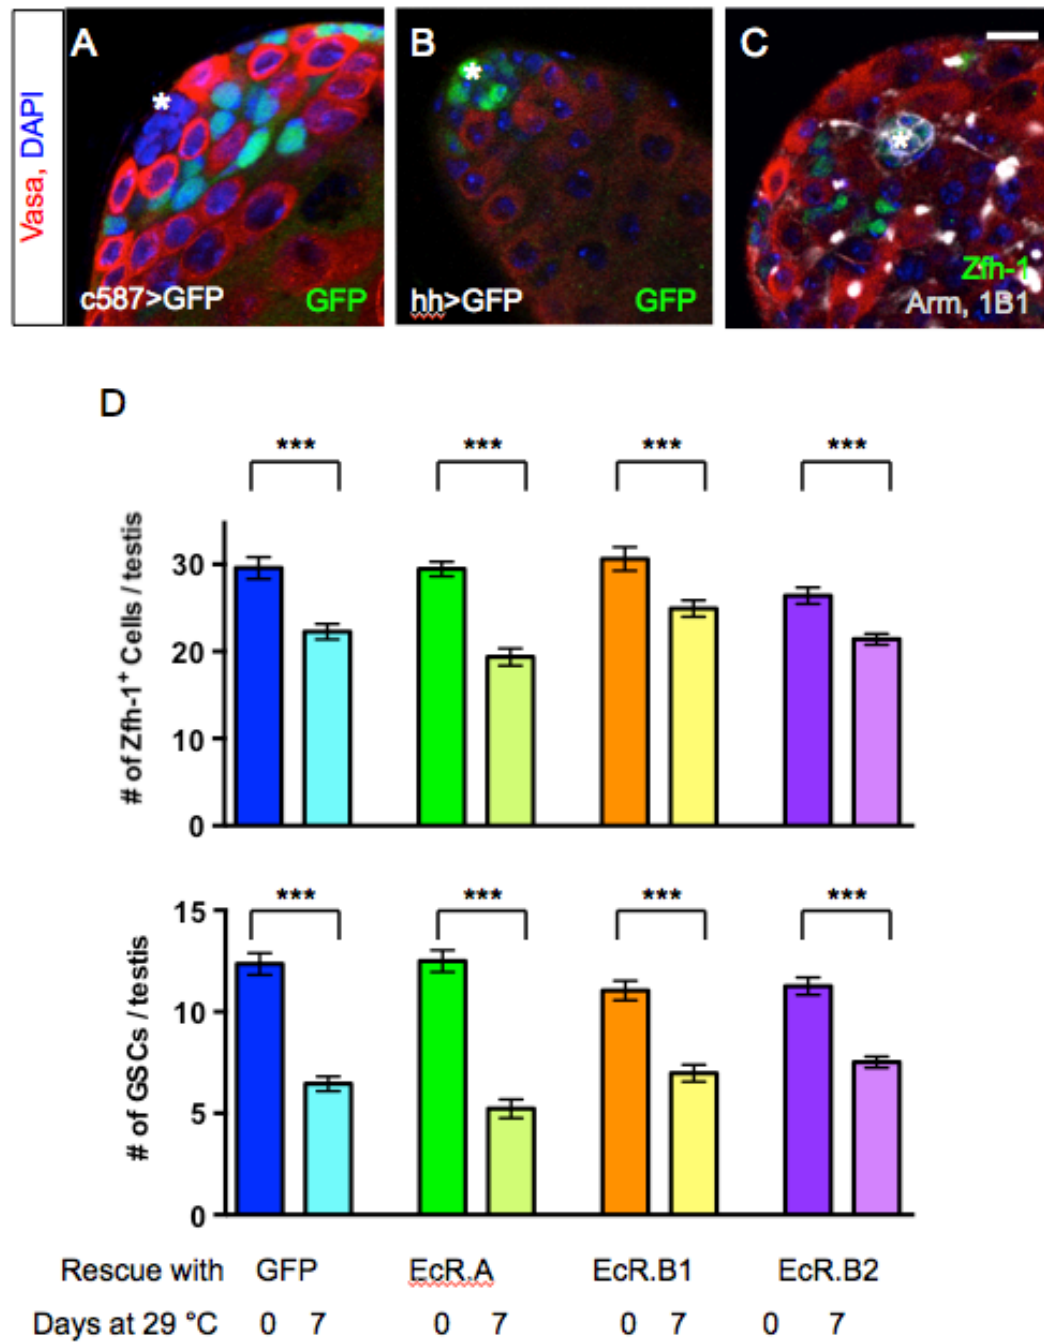 Vasa, DAPI
A
*
c587>GFP
GFP
B
*
hh>GFP
GFP
C
*
Zfh-1
Arm, 1B1
D
*** *** *** ***
# of Zfh-1+ Cells / testis
30
20
10
0
*** *** *** ***
# of GSCs / testis
15
10
5
0
Rescue with GFP EcR.A EcR.B1 EcR.B2
Days at 29 °C 0 7 0 7 0 7 0 7